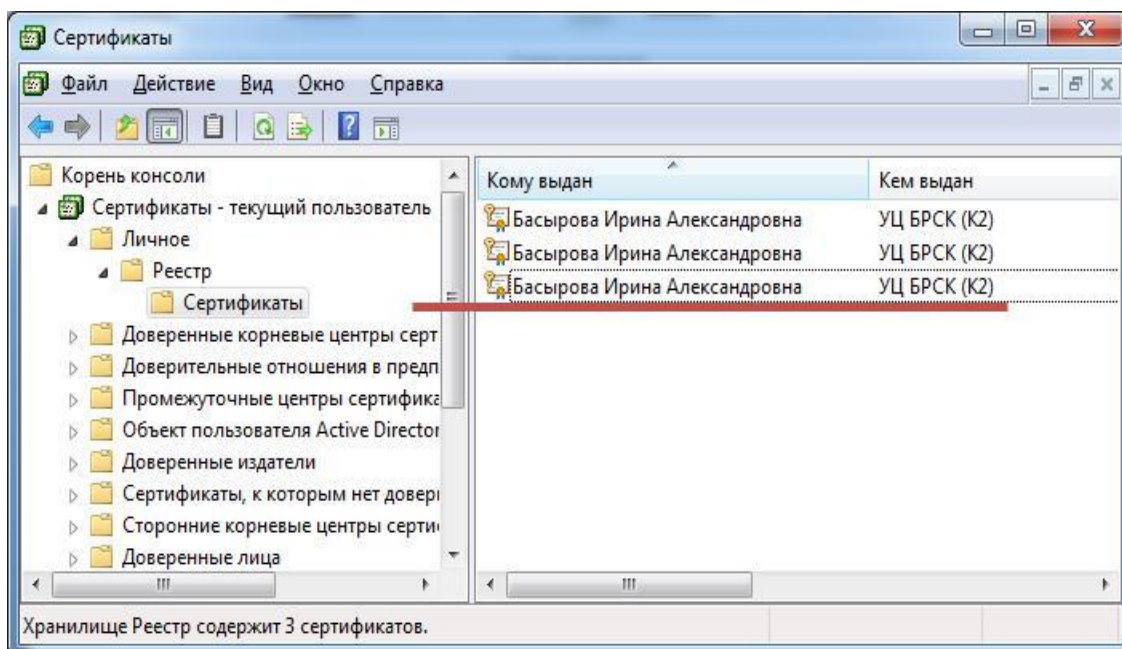 Сертификаты
Файл Действие Вид Окно Справка
Корень консоли
Сертификаты - текущий пользователь
Личное
Реестр
Сертификаты
Доверенные корневые центры серт
Доверительные отношения в предп
Промежуточные центры сертифика
Объект пользователя Active Director
Доверенные издатели
Сертификаты, к которым нет довер
Сторонние корневые центры серти
Доверенные лица
Кому выдан Кем выдан
Басырова Ирина Александровна УЦ БРСК (К2)
Басырова Ирина Александровна УЦ БРСК (К2)
Басырова Ирина Александровна УЦ БРСК (К2)
Хранилище Реестр содержит 3 сертификатов.